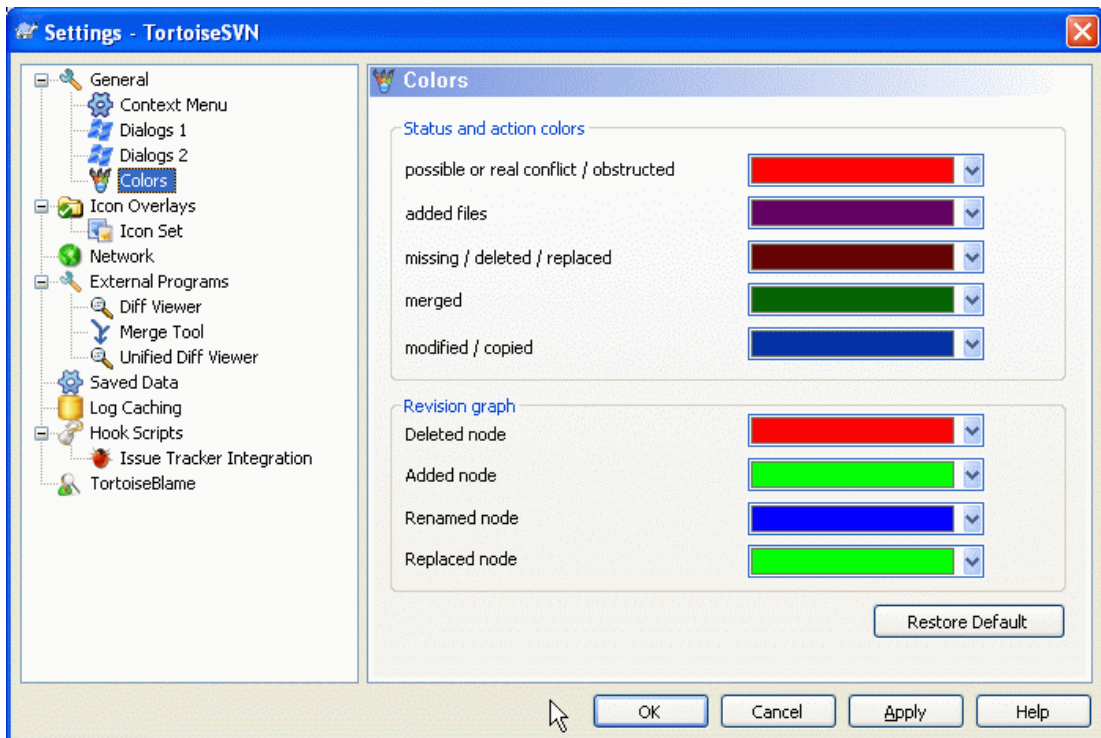 Settings - TortoiseSVN
General
Context Menu
Dialogs 1
Dialogs 2
Colors
Icon Overlays
Icon Set
Network
External Programs
Diff Viewer
Merge Tool
Unified Diff Viewer
Saved Data
Log Caching
Hook Scripts
Issue Tracker Integration
TortoiseBlame
Colors
Status and action colors
possible or real conflict / obstructed
added files
missing / deleted / replaced
merged
modified / copied
Revision graph
Deleted node
Added node
Renamed node
Replaced node
Restore Default
OK
Cancel
Apply
Help